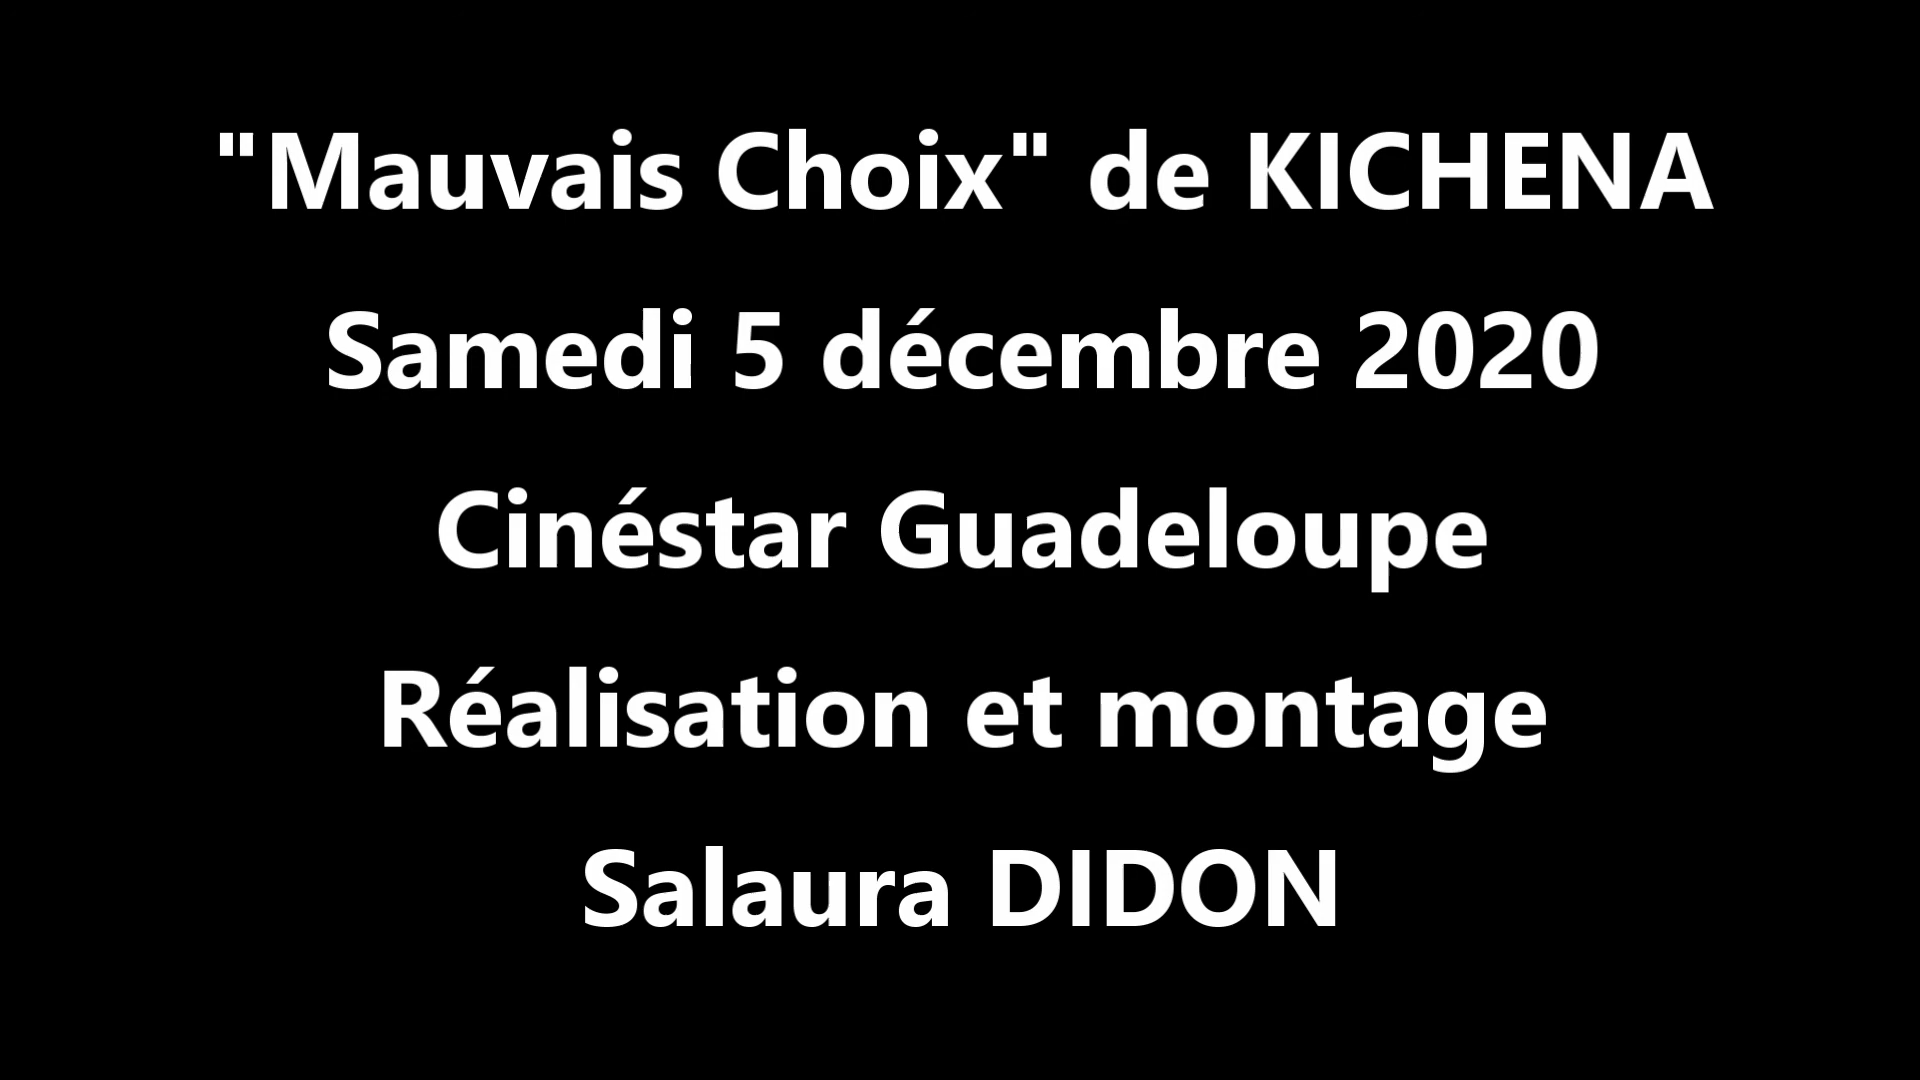 "Mauvais Choix" de KICHENA
Samedi 5 décembre 2020
Cinéstar Guadeloupe
Réalisation et montage
Salaura DIDON